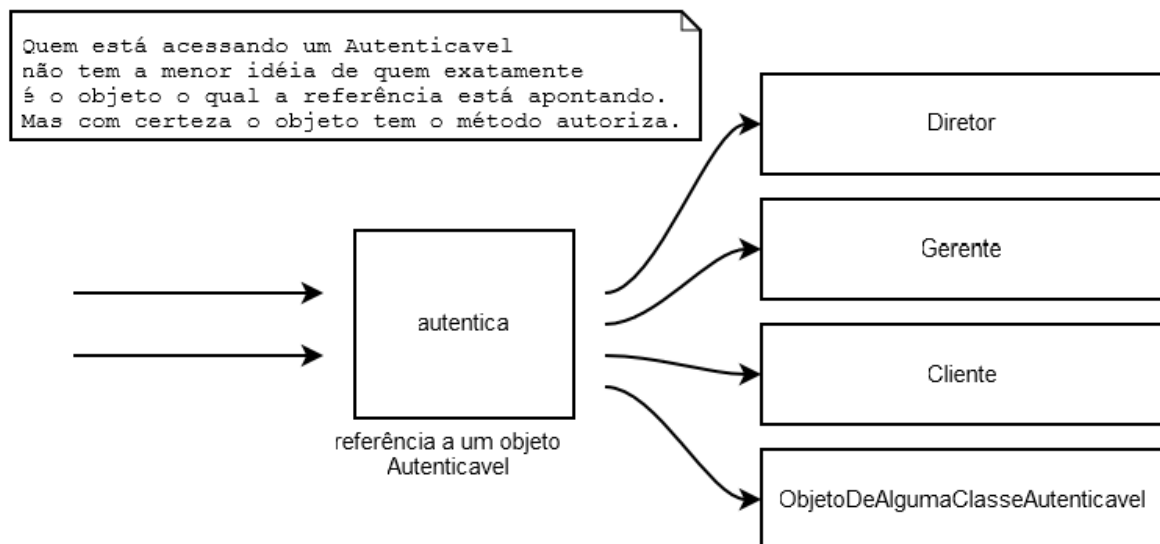 Quem está acessando um Autenticavel
não tem a menor idéia de quem exatamente
é o objeto o qual a referência está apontando.
Mas com certeza o objeto tem o método autoriza.
Diretor
Gerente
autentica
Cliente
referência a um objeto
Autenticavel
ObjetoDeAlgumaClasseAutenticavel